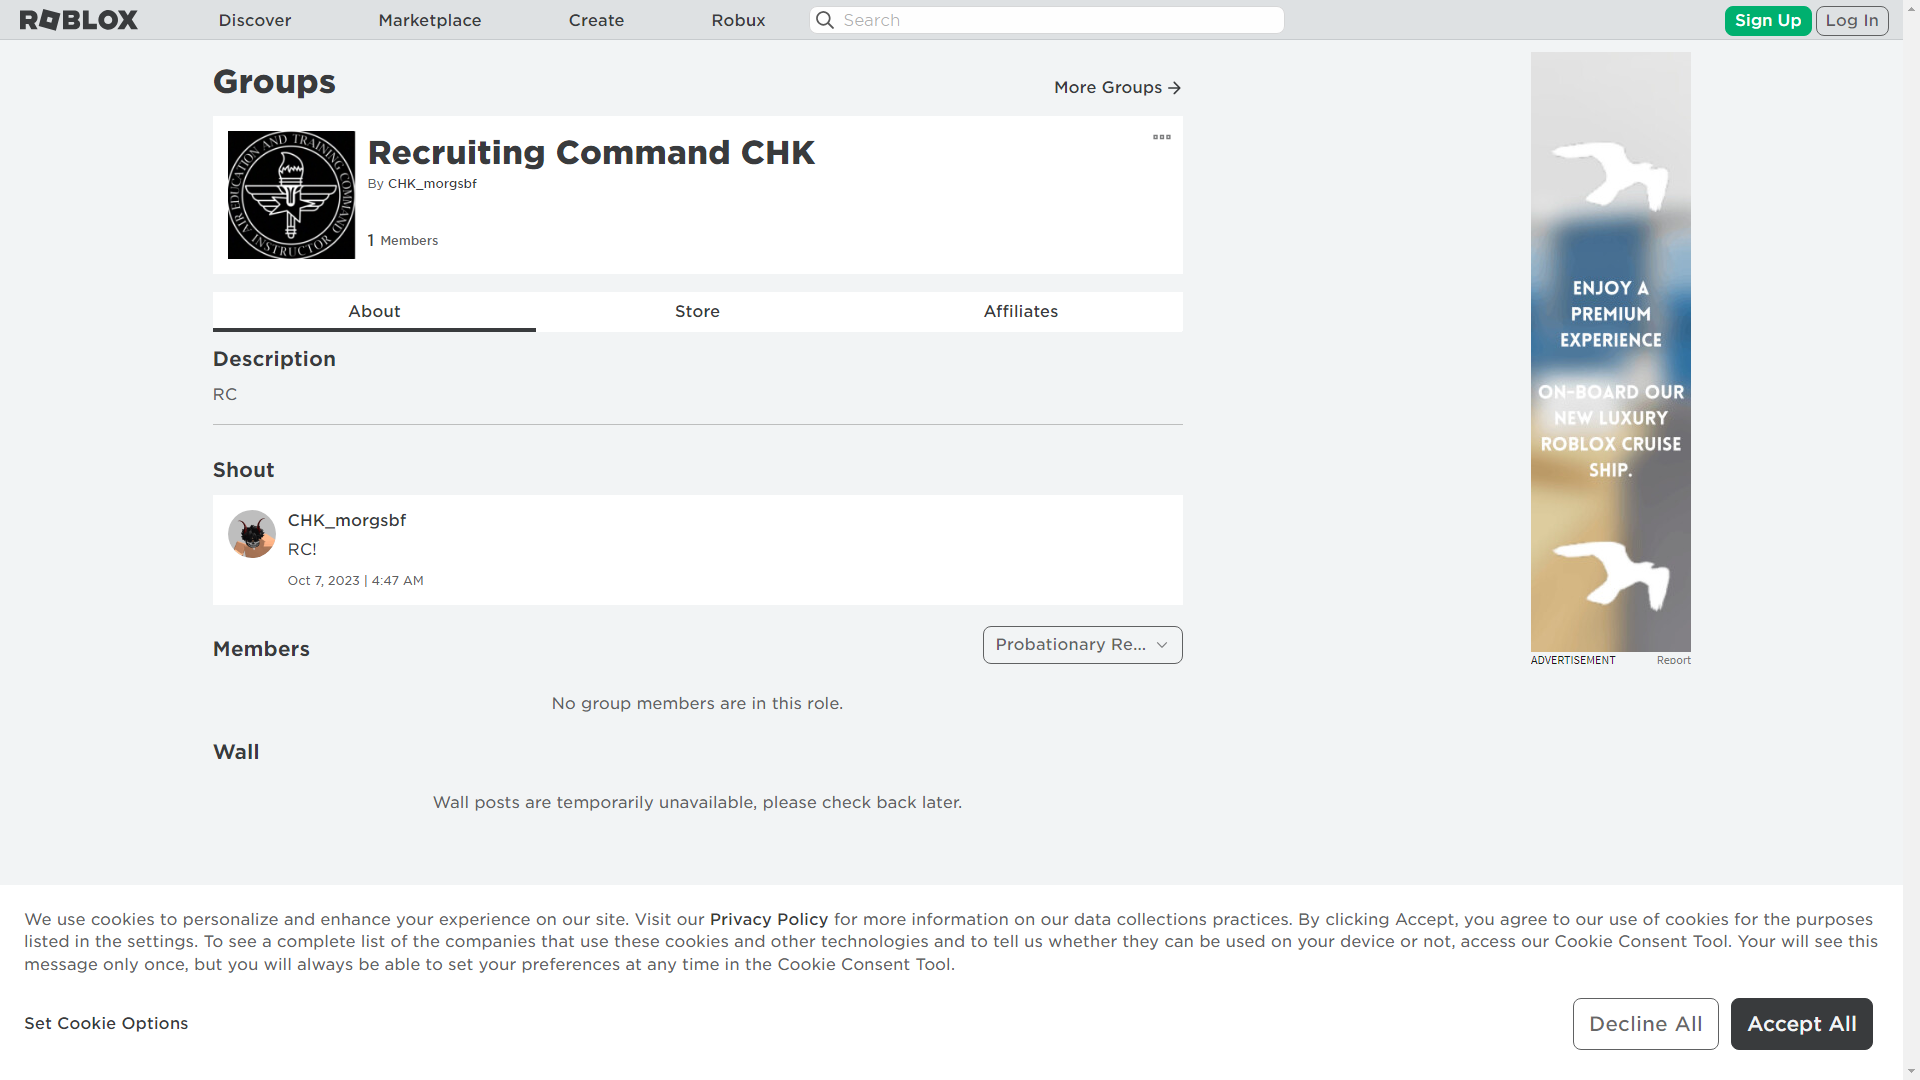 ROBLOX
Discover
Marketplace
Create
Robux
Search
Sign Up
Log In
Groups
More Groups
AIR EDUCATION AND TRAINING COMMAND
INSTRUCTOR
Recruiting Command CHK
By CHK_morgsbf
1 Members
About
Store
Affiliates
Description
RC
Shout
CHK_morgsbf
RC!
Oct 7, 2023 | 4:47 AM
Members
Probationary Re...
No group members are in this role.
Wall
Wall posts are temporarily unavailable, please check back later.
ENJOY A
PREMIUM
EXPERIENCE
ON-BOARD OUR
NEW LUXURY
ROBLOX CRUISE
SHIP.
ADVERTISEMENT
Report
We use cookies to personalize and enhance your experience on our site. Visit our Privacy Policy for more information on our data collections practices. By clicking Accept, you agree to our use of cookies for the purposes
listed in the settings. To see a complete list of the companies that use these cookies and other technologies and to tell us whether they can be used on your device or not, access our Cookie Consent Tool. Your will see this
message only once, but you will always be able to set your preferences at any time in the Cookie Consent Tool.
Set Cookie Options
Decline All
Accept All